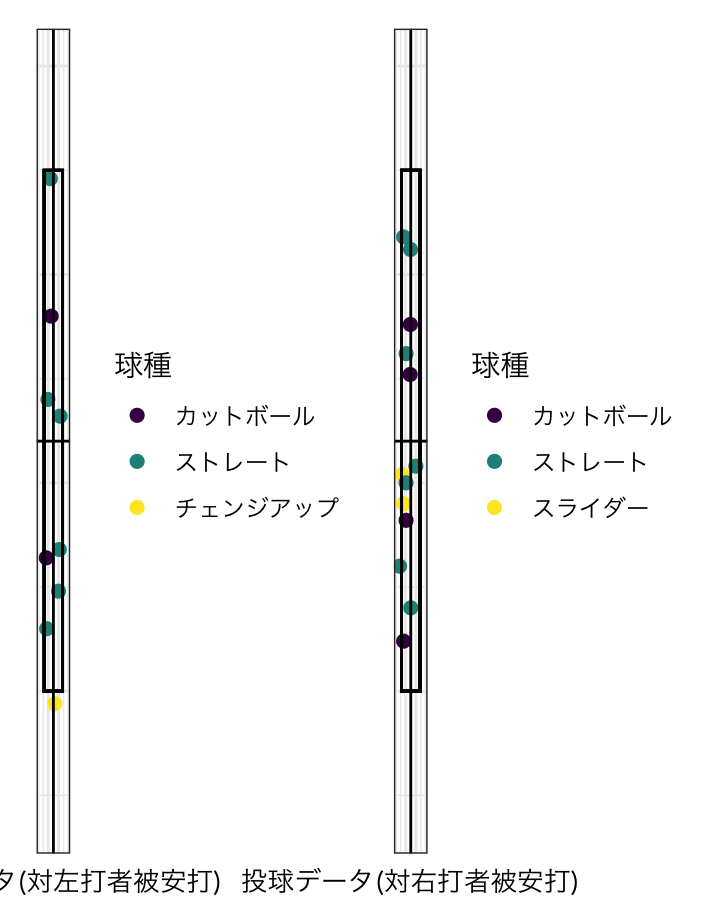 球種
カットボール
ストレート
チェンジアップ
球種
カットボール
ストレート
スライダー
タ(対左打者被安打)
投球データ(対右打者被安打)